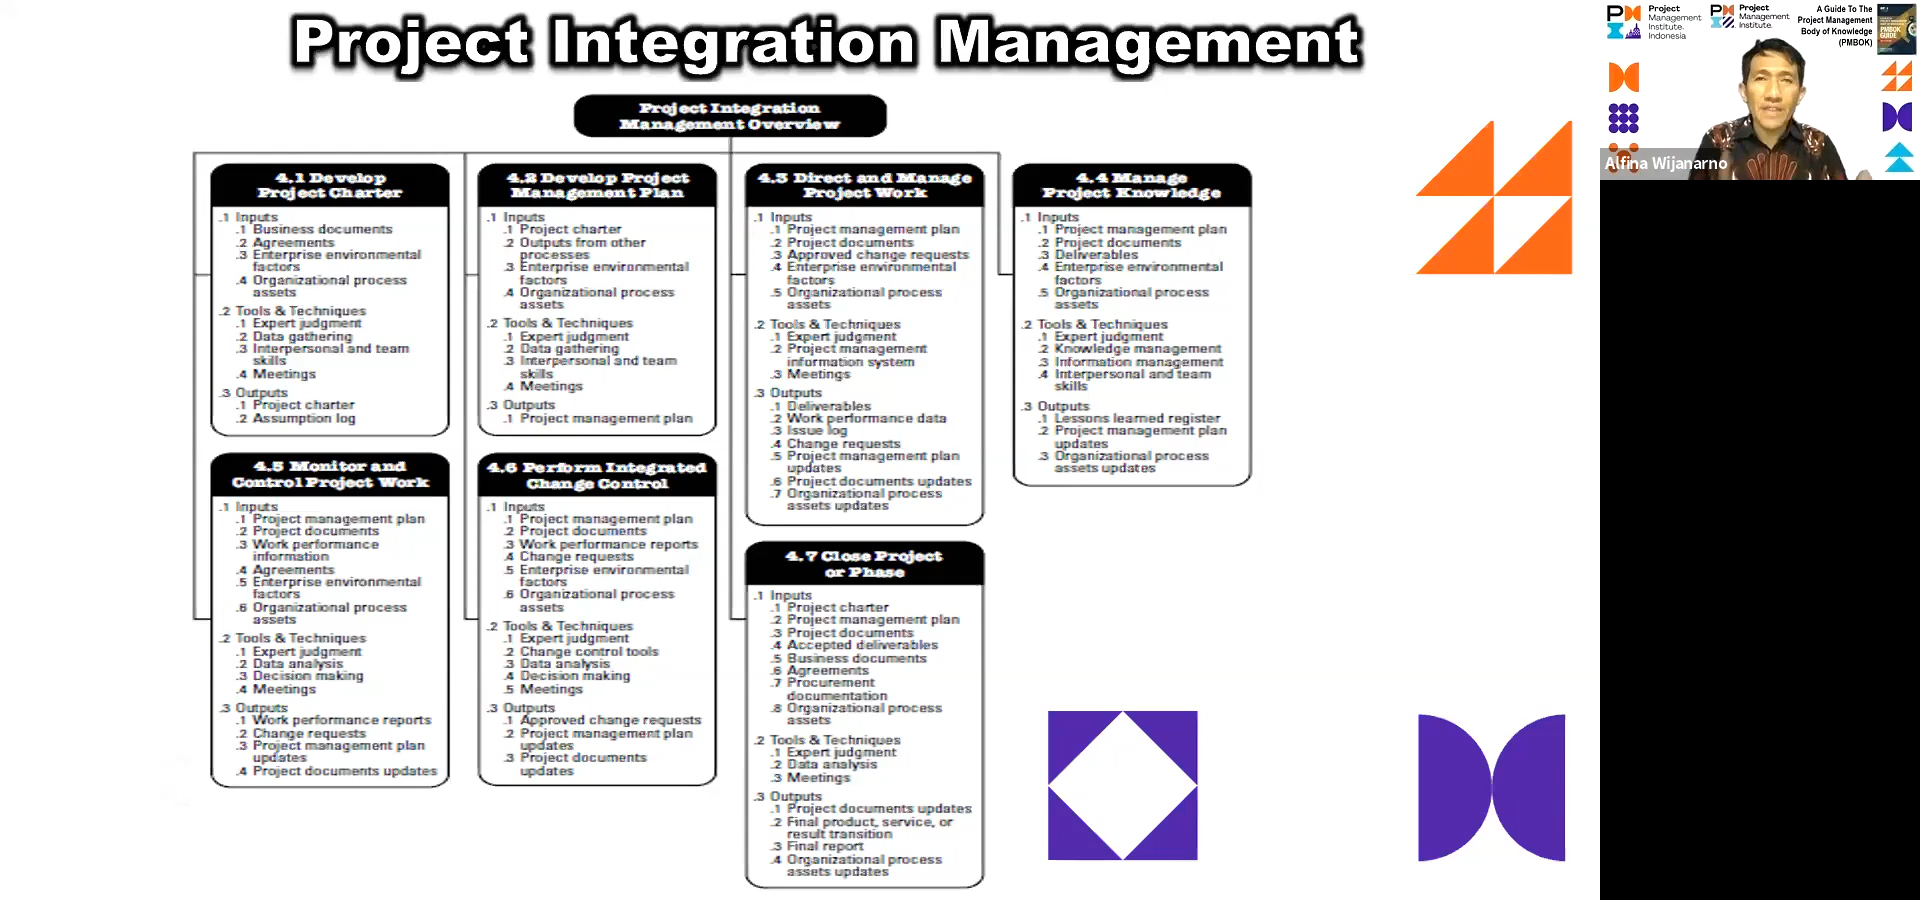 Project Integration Management
Project Integration
Management Overview
4.1 Develop
Project Charter
.1 Inputs
.1 Business documents
.2 Agreements
.3 Enterprise environmental
factors
.4 Organizational process
assets
.2 Tools & Techniques
.1 Expert judgment
.2 Data gathering
.3 Interpersonal and team
skills
.4 Meetings
.3 Outputs
.1 Project charter
.2 Assumption log
4.2 Develop Project
Management Plan
.1 Inputs
.1 Project charter
.2 Outputs from other
processes
.3 Enterprise environmental
factors
.4 Organizational process
assets
.2 Tools & Techniques
.1 Expert judgment
.2 Data gathering
.3 Interpersonal and team
skills
.4 Meetings
.3 Outputs
.1 Project management plan
4.3 Direct and Manage
Project Work
.1 Inputs
.1 Project management plan
.2 Project documents
.3 Approved change requests
.4 Enterprise environmental
factors
.5 Organizational process
assets
.2 Tools & Techniques
.1 Expert judgment
.2 Project management
information system
.3 Meetings
.3 Outputs
.1 Deliverables
.2 Work performance data
.3 Issue log
.4 Change requests
.5 Project management plan
updates
.6 Project documents updates
.7 Organizational process
assets updates
4.4 Manage
Project Knowledge
.1 Inputs
.1 Project management plan
.2 Project documents
.3 Deliverables
.4 Enterprise environmental
factors
.5 Organizational process
assets
.2 Tools & Techniques
.1 Expert judgment
.2 Knowledge management
.3 Information management
.4 Interpersonal and team
skills
.3 Outputs
.1 Lessons learned register
.2 Project management plan
updates
.3 Organizational process
assets updates
4.5 Monitor and
Control Project Work
.1 Inputs
.1 Project management plan
.2 Project documents
.3 Work performance
information
.4 Agreements
.5 Enterprise environmental
factors
.6 Organizational process
assets
.2 Tools & Techniques
.1 Expert judgment
.2 Data analysis
.3 Decision making
.4 Meetings
.3 Outputs
.1 Work performance reports
.2 Change requests
.3 Project management plan
updates
.4 Project documents updates
4.6 Perform Integrated
Change Control
.1 Inputs
.1 Project management plan
.2 Project documents
.3 Work performance reports
.4 Change requests
.5 Enterprise environmental
factors
.6 Organizational process
assets
.2 Tools & Techniques
.1 Expert judgment
.2 Change control tools
.3 Data analysis
.4 Decision making
.5 Meetings
.3 Outputs
.1 Approved change requests
.2 Project management plan
updates
.3 Project documents
updates
4.7 Close Project
or Phase
.1 Inputs
.1 Project charter
.2 Project management plan
.3 Project documents
.4 Accepted deliverables
.5 Business documents
.6 Agreements
.7 Procurement
documentation
.8 Organizational process
assets
.2 Tools & Techniques
.1 Expert judgment
.2 Data analysis
.3 Meetings
.3 Outputs
.1 Project documents updates
.2 Final product, service, or
result transition
.3 Final report
.4 Organizational process
assets updates
Project
Management
Institute.
Indonesia
Project
Management
Institute.
A Guide To The
Project Management
Body of Knowledge
(PMBOK)
PMBOK
GUIDE
Alfina Wijanarno